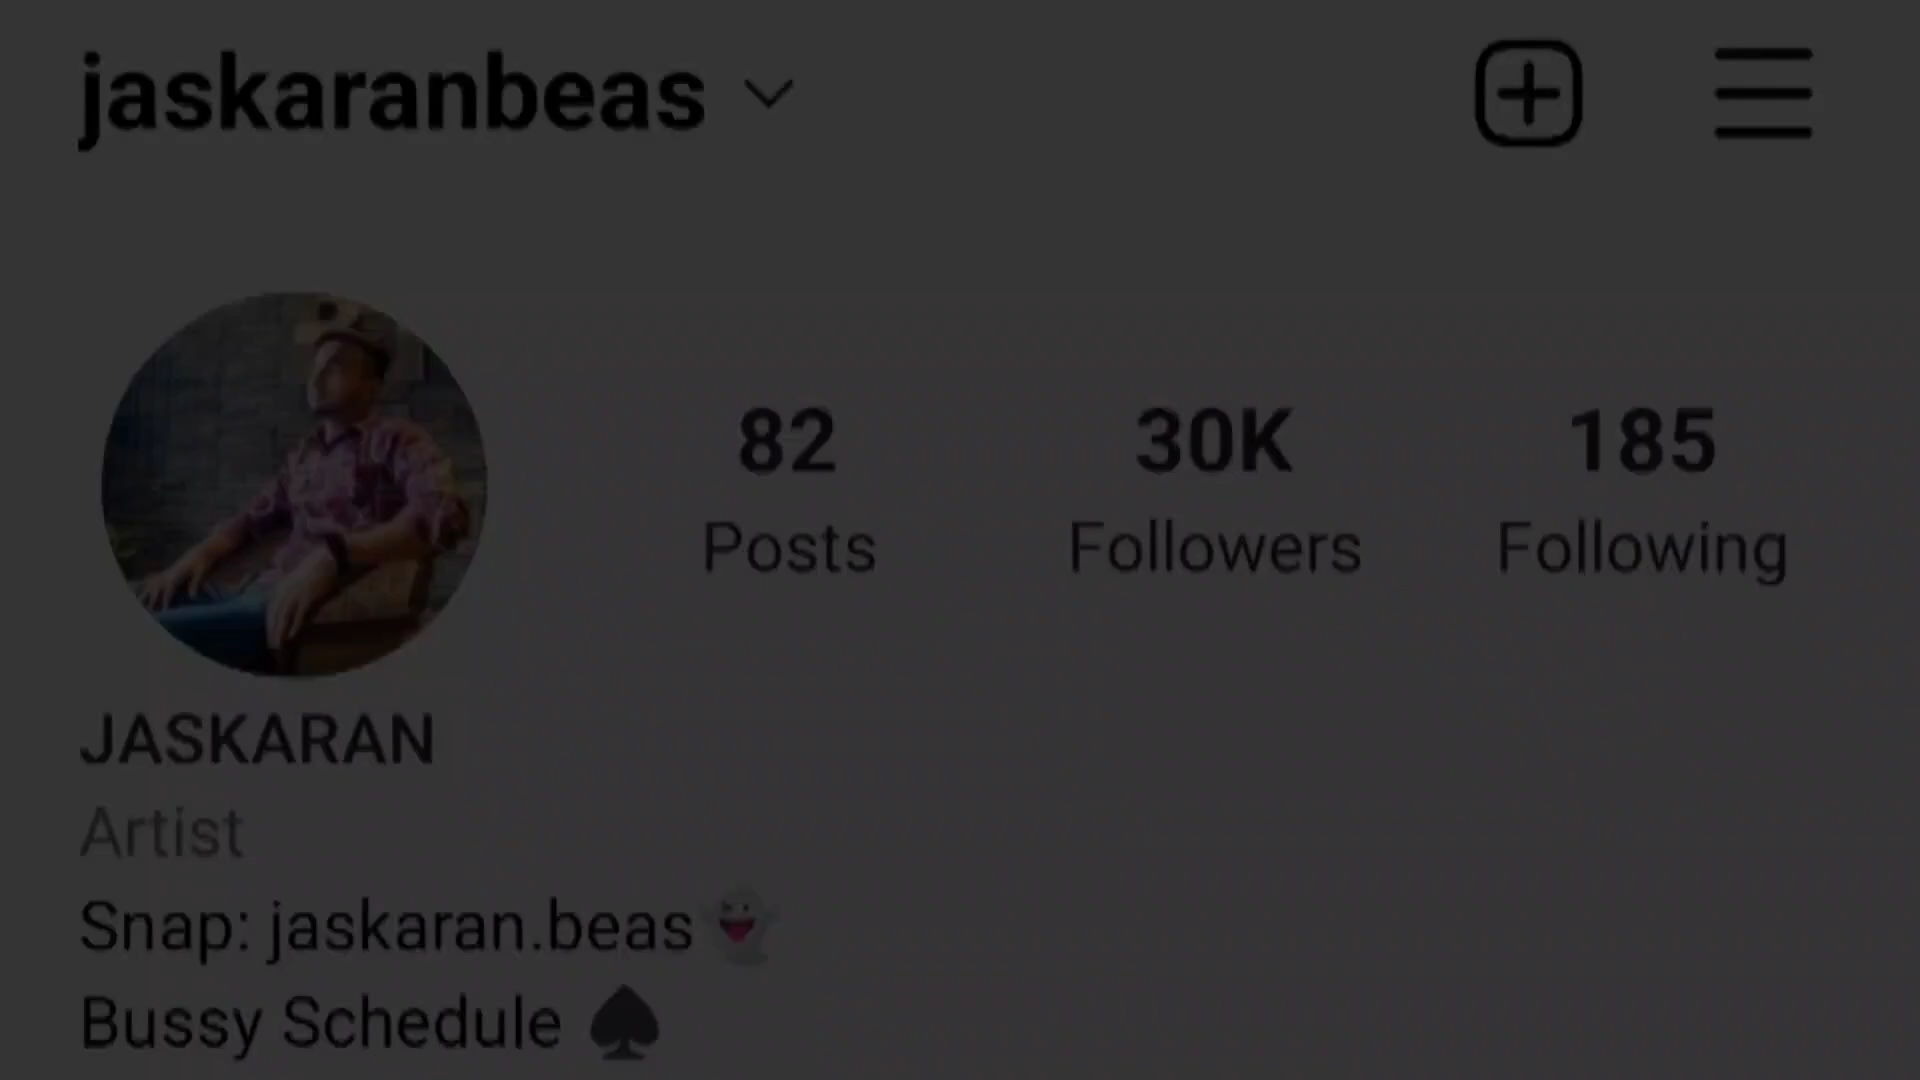 jaskaranbeas
82 30K 185
Posts Followers Following
JASKARAN
Artist
Snap: jaskaran.beas👻
Bussy Schedule ♠